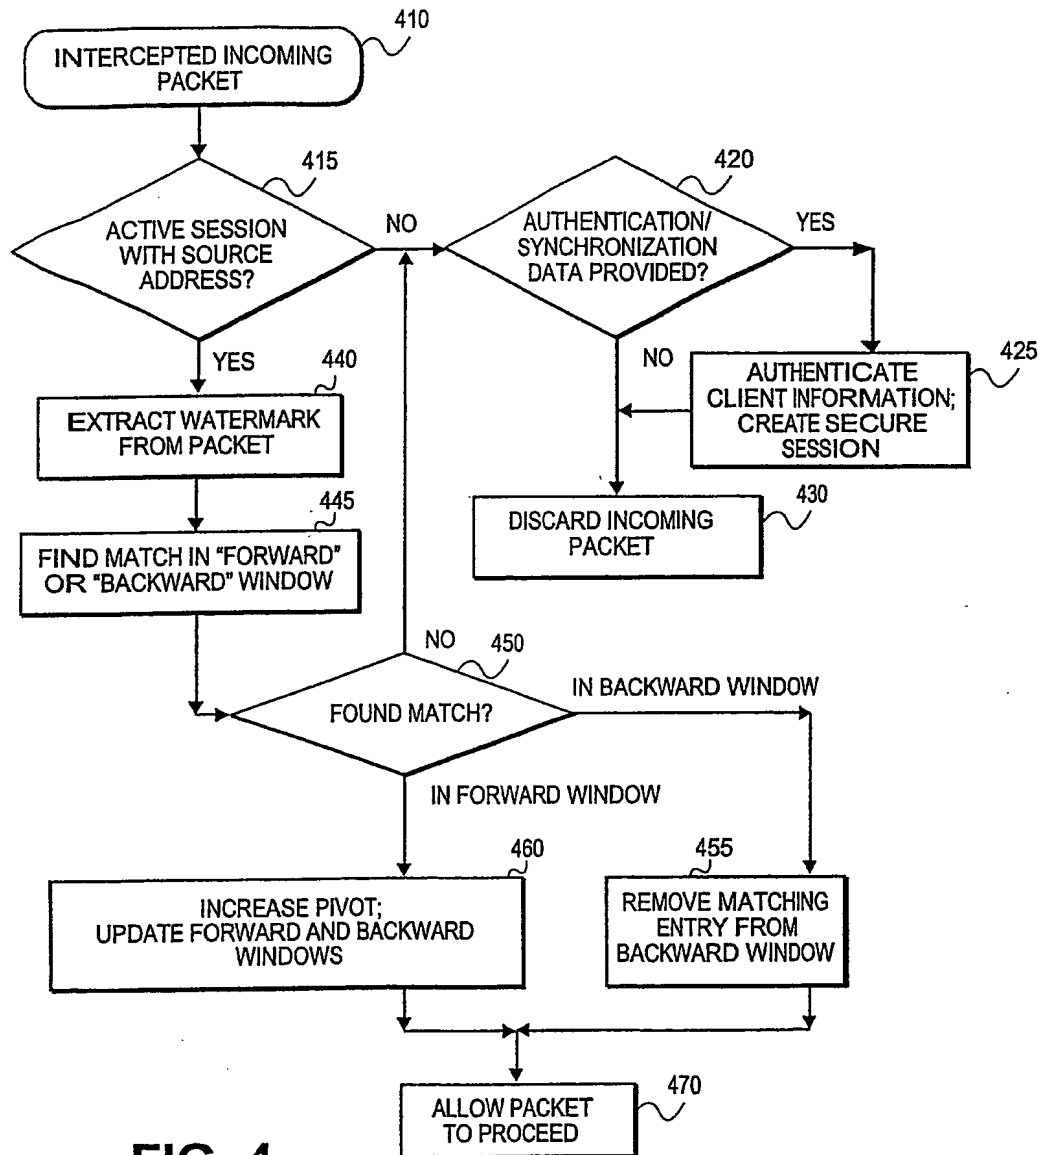 410
INTERCEPTED INCOMING
PACKET
415
ACTIVE SESSION
WITH SOURCE
ADDRESS?
NO
420
AUTHENTICATION/
SYNCHRONIZATION
DATA PROVIDED?
YES
YES
NO
425
AUTHENTICATE
CLIENT INFORMATION;
CREATE SECURE
SESSION
440
EXTRACT WATERMARK
FROM PACKET
430
DISCARD INCOMING
PACKET
445
FIND MATCH IN "FORWARD"
OR "BACKWARD" WINDOW
NO
450
FOUND MATCH?
IN BACKWARD WINDOW
IN FORWARD WINDOW
460
INCREASE PIVOT;
UPDATE FORWARD AND BACKWARD
WINDOWS
455
REMOVE MATCHING
ENTRY FROM
BACKWARD WINDOW
470
ALLOW PACKET
TO PROCEED
FIG. 4